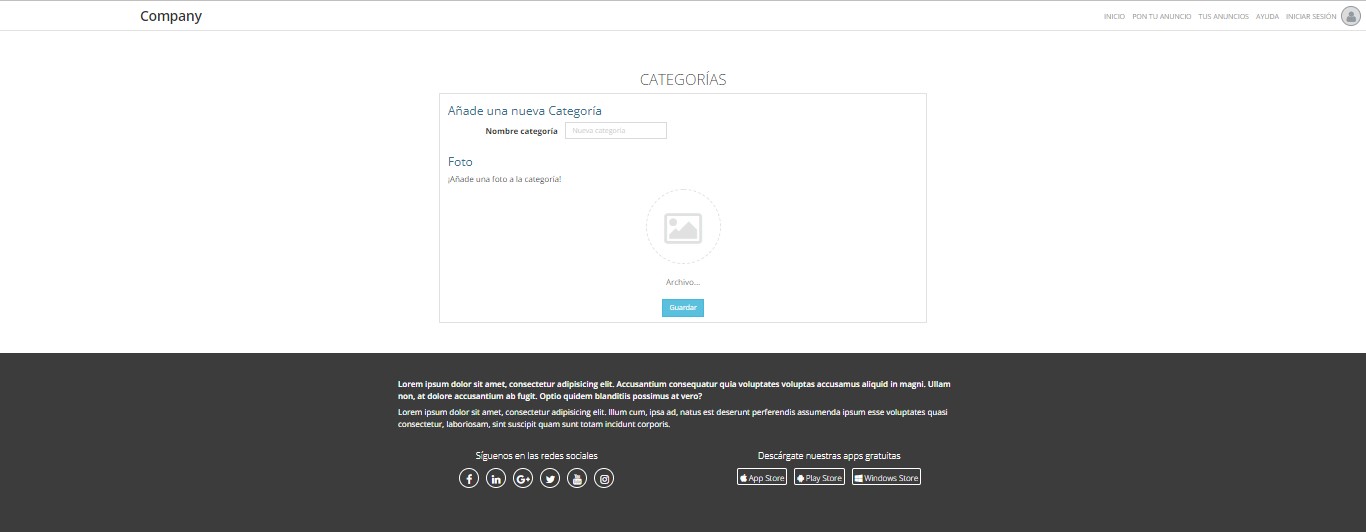 Company
INICIO PON TU ANUNCIO TUS ANUNCIOS AYUDA INICIAR SESIÓN
CATEGORÍAS
Añade una nueva Categoría
Nombre categoría Nueva categoría
Foto
¡Añade una foto a la categoría!
Archivo...
Guardar
Lorem ipsum dolor sit amet, consectetur adipisicing elit. Accusantium consequatur quia voluptates voluptas accusamus aliquid in magni. Ullam
non, at dolore accusantium ab fugit. Optio quidem blanditiis possimus at vero?
Lorem ipsum dolor sit amet, consectetur adipisicing elit. Illum cum, ipsa ad, natus est deserunt perferendis assumenda ipsum esse voluptates quasi
consectetur, laboriosam, sint suscipit quam sunt totam incidunt corporis.
Síguenos en las redes sociales
Descárgate nuestras apps gratuitas
App Store Play Store Windows Store